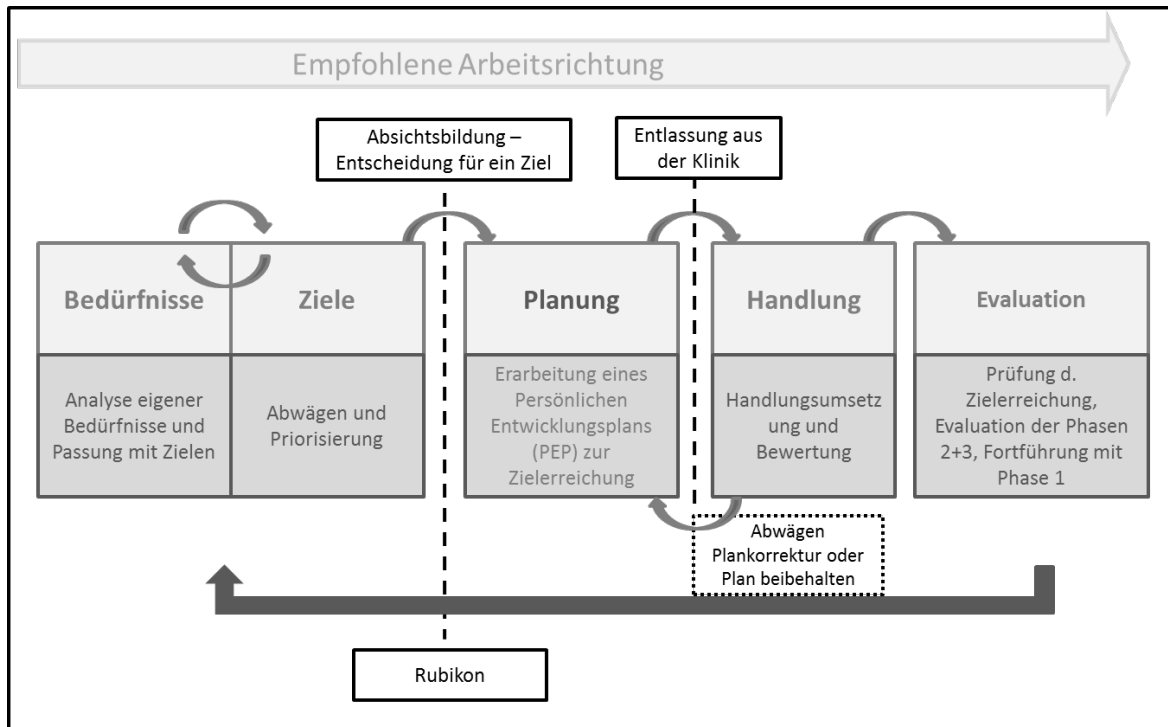 Empfohlene Arbeitsrichtung
Absichtsbildung –
Entscheidung für ein Ziel
Entlassung aus
der Klinik
Bedürfnisse
Ziele
Planung
Handlung
Evaluation
Analyse eigener
Bedürfnisse und
Passung mit Zielen
Abwägen und
Priorisierung
Erarbeitung eines
Persönlichen
Entwicklungsplans
(PEP) zur
Zielerreichung
Handlungsumsetz
ung und
Bewertung
Prüfung d.
Zielerreichung,
Evaluation der Phasen
2+3, Fortführung mit
Phase 1
Abwägen
Plankorrektur oder
Plan beibehalten
Rubikon